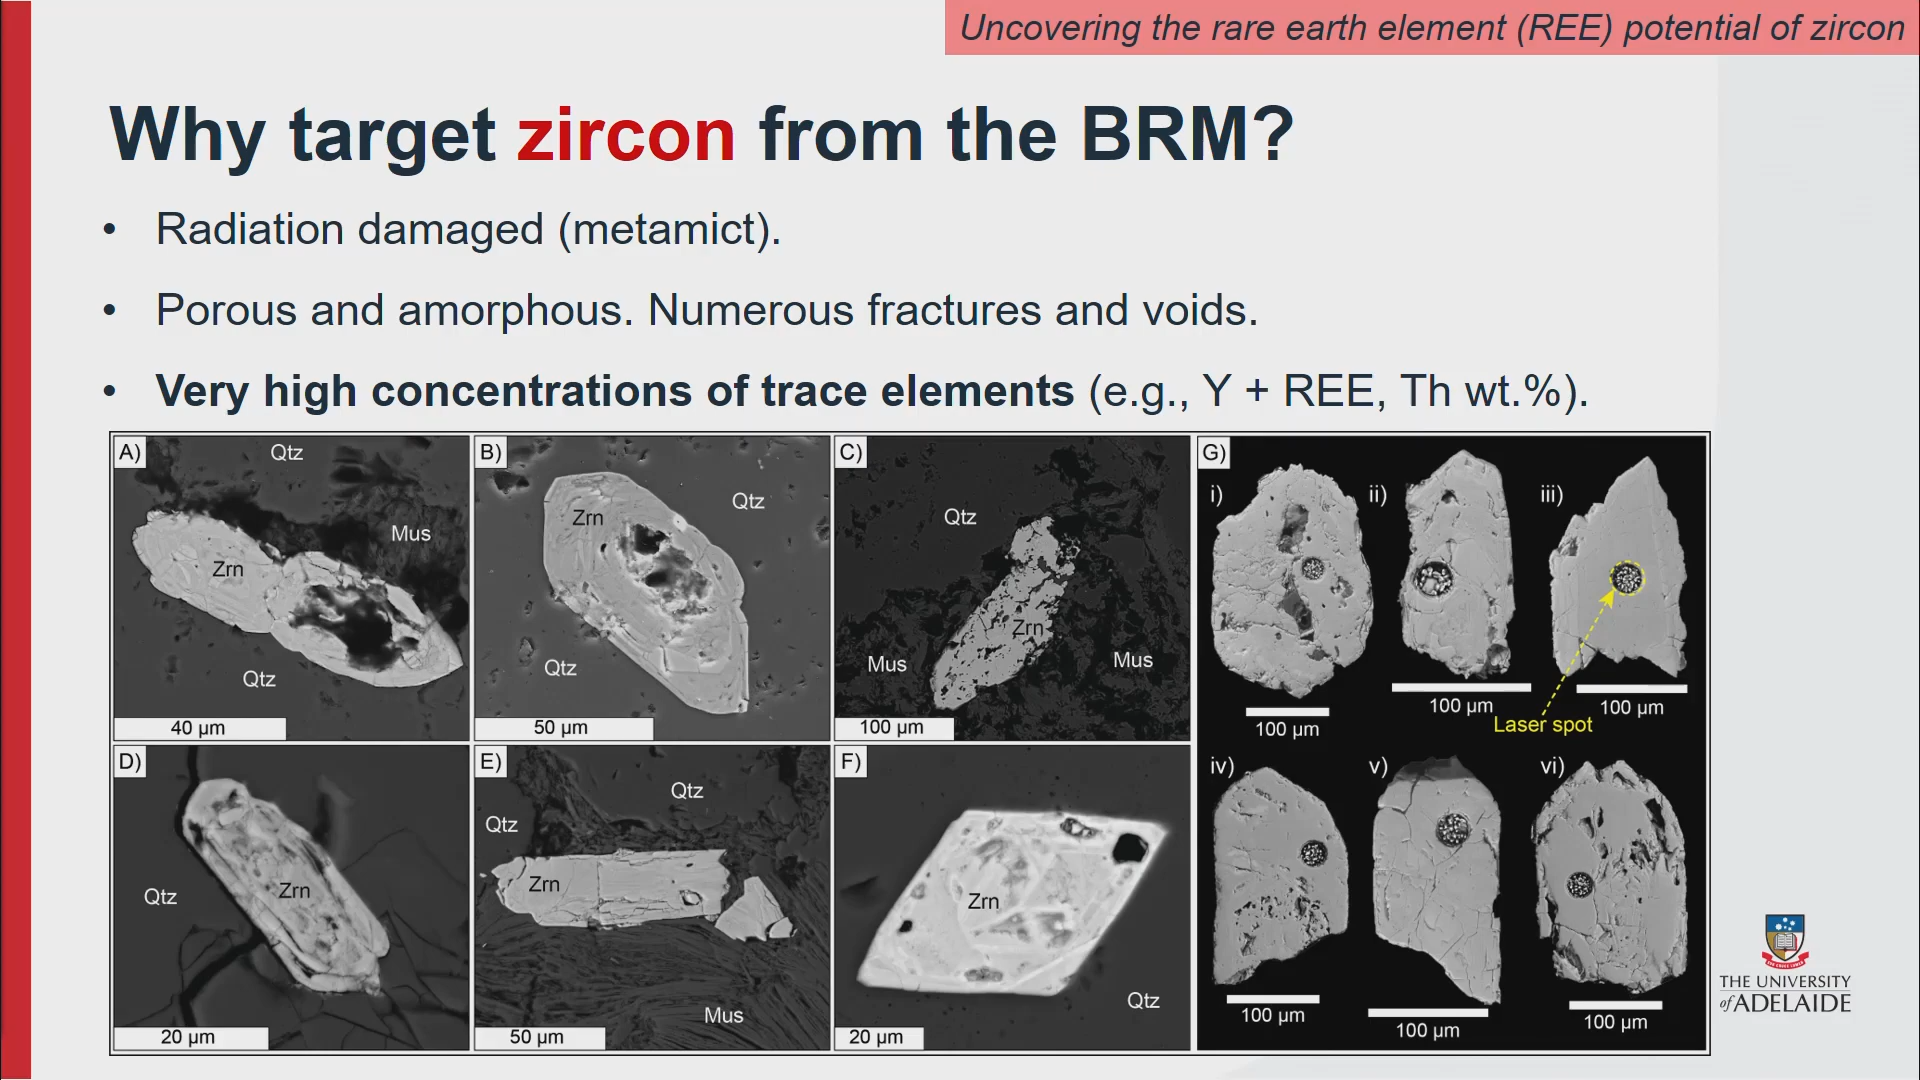 Uncovering the rare earth element (REE) potential of zircon
Why target zircon from the BRM?
• Radiation damaged (metamict).
• Porous and amorphous. Numerous fractures and voids.
• Very high concentrations of trace elements (e.g., Y + REE, Th wt.%).
A)
Qtz
Mus
Zrn
Qtz
40 µm
B)
Zrn
Qtz
Qtz
50 µm
C)
Qtz
Zrn
Mus
Mus
100 µm
D)
Qtz
Zrn
20 µm
E)
Qtz
Qtz
Zrn
Mus
50 µm
F)
Zrn
Qtz
20 µm
G)
i)
100 µm
ii)
100 µm
iii)
100 µm
Laser spot
iv)
100 µm
v)
100 µm
vi)
100 µm
THE UNIVERSITY
of ADELAIDE